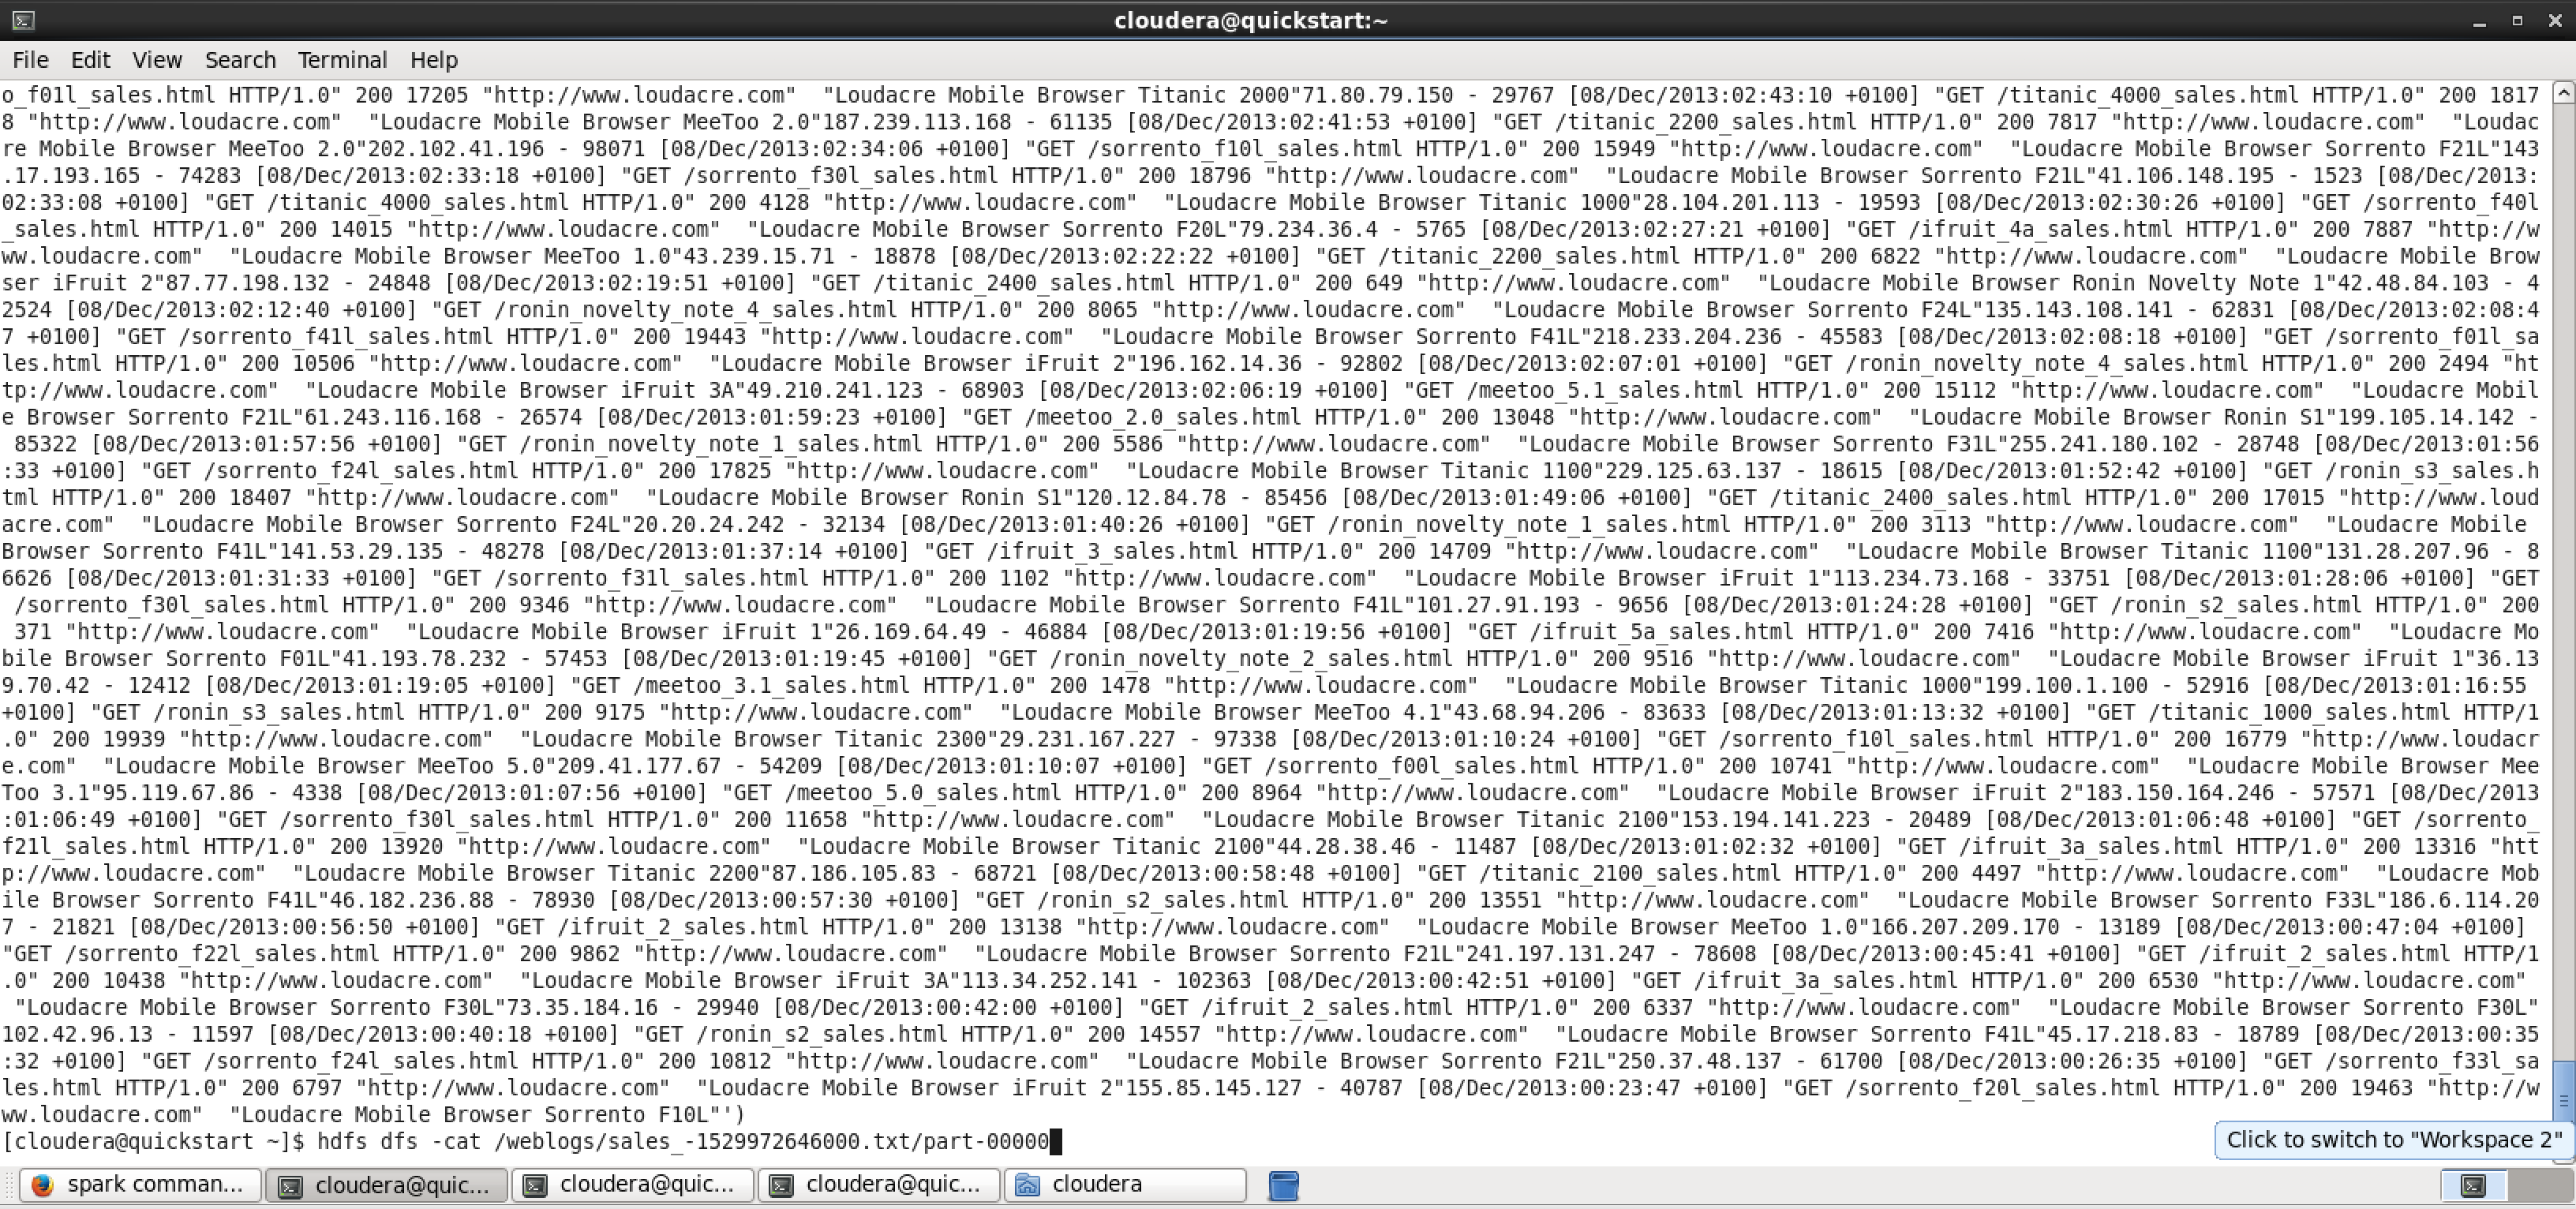 cloudera@quickstart:~
File Edit View Search Terminal Help
o_f01l_sales.html HTTP/1.0" 200 17205 "http://www.loudacre.com"  "Loudacre Mobile Browser Titanic 2000"71.80.79.150 - 29767 [08/Dec/2013:02:43:10 +0100] "GET /titanic_4000_sales.html HTTP/1.0" 200 1817
8 "http://www.loudacre.com"  "Loudacre Mobile Browser MeeToo 2.0"187.239.113.168 - 61135 [08/Dec/2013:02:41:53 +0100] "GET /titanic_2200_sales.html HTTP/1.0" 200 7817 "http://www.loudacre.com"  "Loudac
re Mobile Browser MeeToo 2.0"202.102.41.196 - 98071 [08/Dec/2013:02:34:06 +0100] "GET /sorrento_f10l_sales.html HTTP/1.0" 200 15949 "http://www.loudacre.com"  "Loudacre Mobile Browser Sorrento F21L"143
.17.193.165 - 74283 [08/Dec/2013:02:33:18 +0100] "GET /sorrento_f30l_sales.html HTTP/1.0" 200 18796 "http://www.loudacre.com"  "Loudacre Mobile Browser Sorrento F21L"41.106.148.195 - 1523 [08/Dec/2013:
02:33:08 +0100] "GET /titanic_4000_sales.html HTTP/1.0" 200 4128 "http://www.loudacre.com"  "Loudacre Mobile Browser Titanic 1000"28.104.201.113 - 19593 [08/Dec/2013:02:30:26 +0100] "GET /sorrento_f40l
_sales.html HTTP/1.0" 200 14015 "http://www.loudacre.com"  "Loudacre Mobile Browser Sorrento F20L"79.234.36.4 - 5765 [08/Dec/2013:02:27:21 +0100] "GET /ifruit_4a_sales.html HTTP/1.0" 200 7887 "http://w
ww.loudacre.com"  "Loudacre Mobile Browser MeeToo 1.0"43.239.15.71 - 18878 [08/Dec/2013:02:22:22 +0100] "GET /titanic_2200_sales.html HTTP/1.0" 200 6822 "http://www.loudacre.com"  "Loudacre Mobile Brow
ser iFruit 2"87.77.198.132 - 24848 [08/Dec/2013:02:19:51 +0100] "GET /titanic_2400_sales.html HTTP/1.0" 200 649 "http://www.loudacre.com"  "Loudacre Mobile Browser Ronin Novelty Note 1"42.48.84.103 - 4
2524 [08/Dec/2013:02:12:40 +0100] "GET /ronin_novelty_note_4_sales.html HTTP/1.0" 200 8065 "http://www.loudacre.com"  "Loudacre Mobile Browser Sorrento F24L"135.143.108.141 - 62831 [08/Dec/2013:02:08:4
7 +0100] "GET /sorrento_f41l_sales.html HTTP/1.0" 200 19443 "http://www.loudacre.com"  "Loudacre Mobile Browser Sorrento F41L"218.233.204.236 - 45583 [08/Dec/2013:02:08:18 +0100] "GET /sorrento_f01l_sa
les.html HTTP/1.0" 200 10506 "http://www.loudacre.com"  "Loudacre Mobile Browser iFruit 2"196.162.14.36 - 92802 [08/Dec/2013:02:07:01 +0100] "GET /ronin_novelty_note_4_sales.html HTTP/1.0" 200 2494 "ht
tp://www.loudacre.com"  "Loudacre Mobile Browser iFruit 3A"49.210.241.123 - 68903 [08/Dec/2013:02:06:19 +0100] "GET /meetoo_5.1_sales.html HTTP/1.0" 200 15112 "http://www.loudacre.com"  "Loudacre Mobil
e Browser Sorrento F21L"61.243.116.168 - 26574 [08/Dec/2013:01:59:23 +0100] "GET /meetoo_2.0_sales.html HTTP/1.0" 200 13048 "http://www.loudacre.com"  "Loudacre Mobile Browser Ronin S1"199.105.14.142 -
 85322 [08/Dec/2013:01:57:56 +0100] "GET /ronin_novelty_note_1_sales.html HTTP/1.0" 200 5586 "http://www.loudacre.com"  "Loudacre Mobile Browser Sorrento F31L"255.241.180.102 - 28748 [08/Dec/2013:01:56
:33 +0100] "GET /sorrento_f24l_sales.html HTTP/1.0" 200 17825 "http://www.loudacre.com"  "Loudacre Mobile Browser Titanic 1100"229.125.63.137 - 18615 [08/Dec/2013:01:52:42 +0100] "GET /ronin_s3_sales.h
tml HTTP/1.0" 200 18407 "http://www.loudacre.com"  "Loudacre Mobile Browser Ronin S1"120.12.84.78 - 85456 [08/Dec/2013:01:49:06 +0100] "GET /titanic_2400_sales.html HTTP/1.0" 200 17015 "http://www.loud
acre.com"  "Loudacre Mobile Browser Sorrento F24L"20.20.24.242 - 32134 [08/Dec/2013:01:40:26 +0100] "GET /ronin_novelty_note_1_sales.html HTTP/1.0" 200 3113 "http://www.loudacre.com"  "Loudacre Mobile
Browser Sorrento F41L"141.53.29.135 - 48278 [08/Dec/2013:01:37:14 +0100] "GET /ifruit_3_sales.html HTTP/1.0" 200 14709 "http://www.loudacre.com"  "Loudacre Mobile Browser Titanic 1100"131.28.207.96 - 8
6626 [08/Dec/2013:01:31:33 +0100] "GET /sorrento_f31l_sales.html HTTP/1.0" 200 1102 "http://www.loudacre.com"  "Loudacre Mobile Browser iFruit 1"113.234.73.168 - 33751 [08/Dec/2013:01:28:06 +0100] "GET
 /sorrento_f30l_sales.html HTTP/1.0" 200 9346 "http://www.loudacre.com"  "Loudacre Mobile Browser Sorrento F41L"101.27.91.193 - 9656 [08/Dec/2013:01:24:28 +0100] "GET /ronin_s2_sales.html HTTP/1.0" 200
 371 "http://www.loudacre.com"  "Loudacre Mobile Browser iFruit 1"26.169.64.49 - 46884 [08/Dec/2013:01:19:56 +0100] "GET /ifruit_5a_sales.html HTTP/1.0" 200 7416 "http://www.loudacre.com"  "Loudacre Mo
bile Browser Sorrento F01L"41.193.78.232 - 57453 [08/Dec/2013:01:19:45 +0100] "GET /ronin_novelty_note_2_sales.html HTTP/1.0" 200 9516 "http://www.loudacre.com"  "Loudacre Mobile Browser iFruit 1"36.13
9.70.42 - 12412 [08/Dec/2013:01:19:05 +0100] "GET /meetoo_3.1_sales.html HTTP/1.0" 200 1478 "http://www.loudacre.com"  "Loudacre Mobile Browser Titanic 1000"199.100.1.100 - 52916 [08/Dec/2013:01:16:55
+0100] "GET /ronin_s3_sales.html HTTP/1.0" 200 9175 "http://www.loudacre.com"  "Loudacre Mobile Browser MeeToo 4.1"43.68.94.206 - 83633 [08/Dec/2013:01:13:32 +0100] "GET /titanic_1000_sales.html HTTP/1
.0" 200 19939 "http://www.loudacre.com"  "Loudacre Mobile Browser Titanic 2300"29.231.167.227 - 97338 [08/Dec/2013:01:10:24 +0100] "GET /sorrento_f10l_sales.html HTTP/1.0" 200 16779 "http://www.loudacr
e.com"  "Loudacre Mobile Browser MeeToo 5.0"209.41.177.67 - 54209 [08/Dec/2013:01:10:07 +0100] "GET /sorrento_f00l_sales.html HTTP/1.0" 200 10741 "http://www.loudacre.com"  "Loudacre Mobile Browser Mee
Too 3.1"95.119.67.86 - 4338 [08/Dec/2013:01:07:56 +0100] "GET /meetoo_5.0_sales.html HTTP/1.0" 200 8964 "http://www.loudacre.com"  "Loudacre Mobile Browser iFruit 2"183.150.164.246 - 57571 [08/Dec/2013
:01:06:49 +0100] "GET /sorrento_f30l_sales.html HTTP/1.0" 200 11658 "http://www.loudacre.com"  "Loudacre Mobile Browser Titanic 2100"153.194.141.223 - 20489 [08/Dec/2013:01:06:48 +0100] "GET /sorrento_
f21l_sales.html HTTP/1.0" 200 13920 "http://www.loudacre.com"  "Loudacre Mobile Browser Titanic 2100"44.28.38.46 - 11487 [08/Dec/2013:01:02:32 +0100] "GET /ifruit_3a_sales.html HTTP/1.0" 200 13316 "htt
p://www.loudacre.com"  "Loudacre Mobile Browser Titanic 2200"87.186.105.83 - 68721 [08/Dec/2013:00:58:48 +0100] "GET /titanic_2100_sales.html HTTP/1.0" 200 4497 "http://www.loudacre.com"  "Loudacre Mob
ile Browser Sorrento F41L"46.182.236.88 - 78930 [08/Dec/2013:00:57:30 +0100] "GET /ronin_s2_sales.html HTTP/1.0" 200 13551 "http://www.loudacre.com"  "Loudacre Mobile Browser Sorrento F33L"186.6.114.20
7 - 21821 [08/Dec/2013:00:56:50 +0100] "GET /ifruit_2_sales.html HTTP/1.0" 200 13138 "http://www.loudacre.com"  "Loudacre Mobile Browser MeeToo 1.0"166.207.209.170 - 13189 [08/Dec/2013:00:47:04 +0100]
"GET /sorrento_f22l_sales.html HTTP/1.0" 200 9862 "http://www.loudacre.com"  "Loudacre Mobile Browser Sorrento F21L"241.197.131.247 - 78608 [08/Dec/2013:00:45:41 +0100] "GET /ifruit_2_sales.html HTTP/1
.0" 200 10438 "http://www.loudacre.com"  "Loudacre Mobile Browser iFruit 3A"113.34.252.141 - 102363 [08/Dec/2013:00:42:51 +0100] "GET /ifruit_3a_sales.html HTTP/1.0" 200 6530 "http://www.loudacre.com"
 "Loudacre Mobile Browser Sorrento F30L"73.35.184.16 - 29940 [08/Dec/2013:00:42:00 +0100] "GET /ifruit_2_sales.html HTTP/1.0" 200 6337 "http://www.loudacre.com"  "Loudacre Mobile Browser Sorrento F30L"
102.42.96.13 - 11597 [08/Dec/2013:00:40:18 +0100] "GET /ronin_s2_sales.html HTTP/1.0" 200 14557 "http://www.loudacre.com"  "Loudacre Mobile Browser Sorrento F41L"45.17.218.83 - 18789 [08/Dec/2013:00:35
:32 +0100] "GET /sorrento_f24l_sales.html HTTP/1.0" 200 10812 "http://www.loudacre.com"  "Loudacre Mobile Browser Sorrento F21L"250.37.48.137 - 61700 [08/Dec/2013:00:26:35 +0100] "GET /sorrento_f33l_sa
les.html HTTP/1.0" 200 6797 "http://www.loudacre.com"  "Loudacre Mobile Browser iFruit 2"155.85.145.127 - 40787 [08/Dec/2013:00:23:47 +0100] "GET /sorrento_f20l_sales.html HTTP/1.0" 200 19463 "http://w
ww.loudacre.com"  "Loudacre Mobile Browser Sorrento F10L"')
[cloudera@quickstart ~]$ hdfs dfs -cat /weblogs/sales_-1529972646000.txt/part-00000
Click to switch to "Workspace 2"
spark comman... cloudera@quic... cloudera@quic... cloudera@quic... cloudera